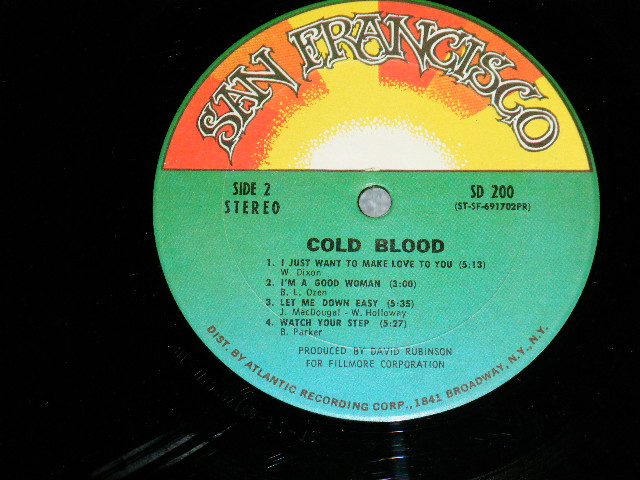 SAN FRANCISCO
SIDE 2
STEREO
SD 200
(ST-SF-691702PR)
COLD BLOOD
1. I JUST WANT TO MAKE LOVE TO YOU (5:13)
W. Dixon
2. I'M A GOOD WOMAN (3:00)
B. L. Ozen
3. LET ME DOWN EASY (5:35)
J. MacDougal - W. Holloway
4. WATCH YOUR STEP (5:27)
B. Parker
PRODUCED BY DAVID RUBINSON
FOR FILLMORE CORPORATION
DIST. BY ATLANTIC RECORDING CORP., 1841 BROADWAY, N.Y., N.Y.